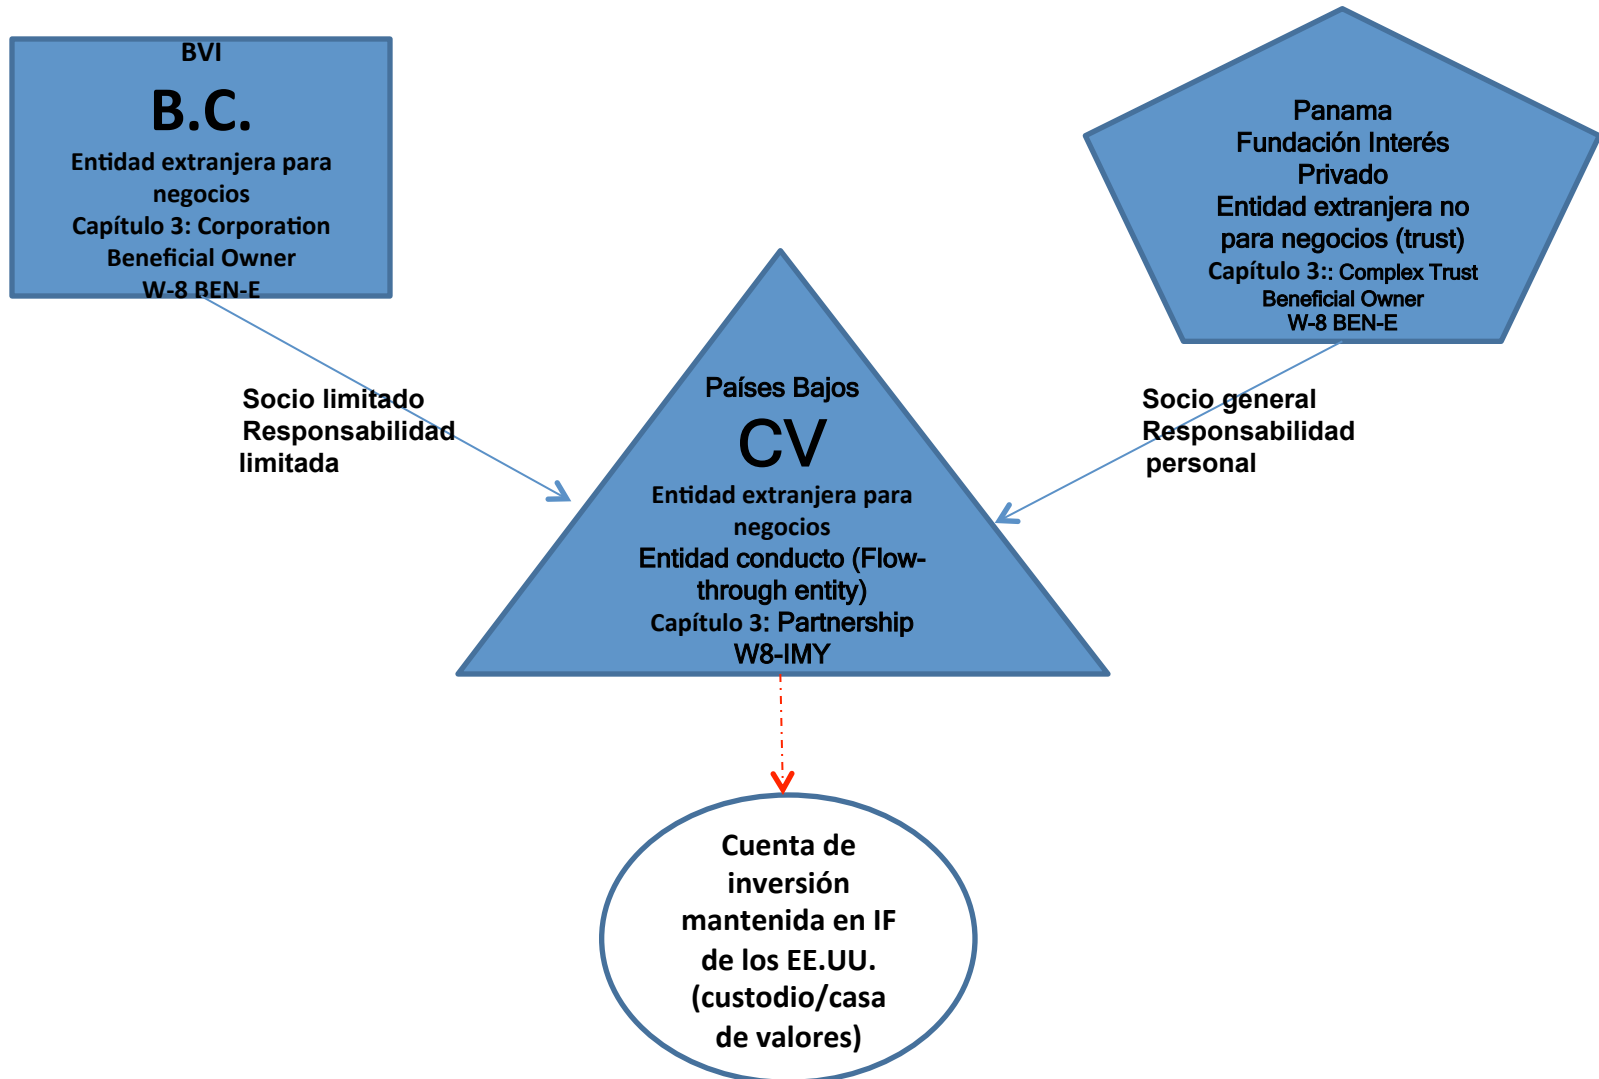 BVI
B.C.
Entidad extranjera para
negocios
Capítulo 3: Corporation
Beneficial Owner
W-8 BEN-E
Panama
Fundación Interés
Privado
Entidad extranjera no
para negocios (trust)
Capítulo 3:: Complex Trust
Beneficial Owner
W-8 BEN-E
Socio limitado
Responsabilidad
limitada
Socio general
Responsabilidad
personal
Países Bajos
CV
Entidad extranjera para
negocios
Entidad conducto (Flow-
through entity)
Capítulo 3: Partnership
W8-IMY
Cuenta de
inversión
mantenida en IF
de los EE.UU.
(custodio/casa
de valores)